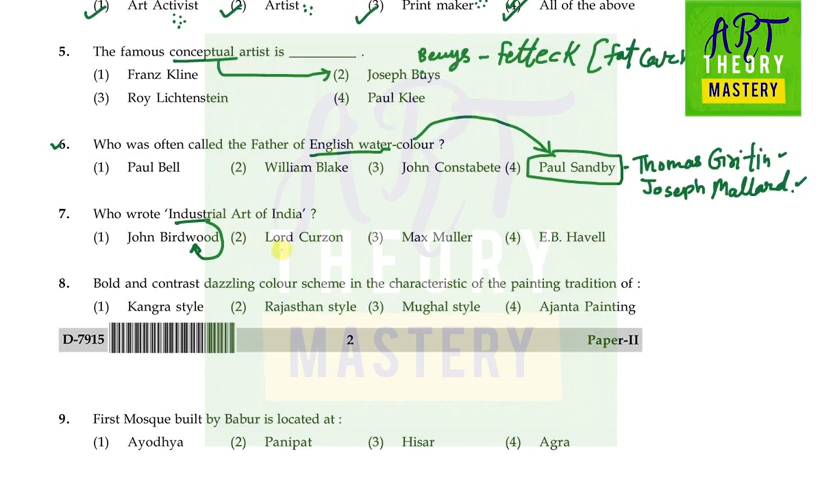 (1) Art Activist (2) Artist (3) Print maker (4) All of the above
5. The famous conceptual artist is ________ .
Beuys - fetteck [fat
(1) Franz Kline (2) Joseph Buys
(3) Roy Lichtenstein (4) Paul Klee
ART
THEORY
MASTERY
6. Who was often called the Father of English water-colour ?
(1) Paul Bell (2) William Blake (3) John Constabete (4) Paul Sandby - Thomas Girtin -
Joseph Mallard.
7. Who wrote 'Industrial Art of India' ?
(1) John Birdwood (2) Lord Curzon (3) Max Muller (4) E.B. Havell
8. Bold and contrast dazzling colour scheme in the characteristic of the painting tradition of :
(1) Kangra style (2) Rajasthan style (3) Mughal style (4) Ajanta Painting
D-7915 2 Paper-II
9. First Mosque built by Babur is located at :
(1) Ayodhya (2) Panipat (3) Hisar (4) Agra
ART
THEORY
MASTERY